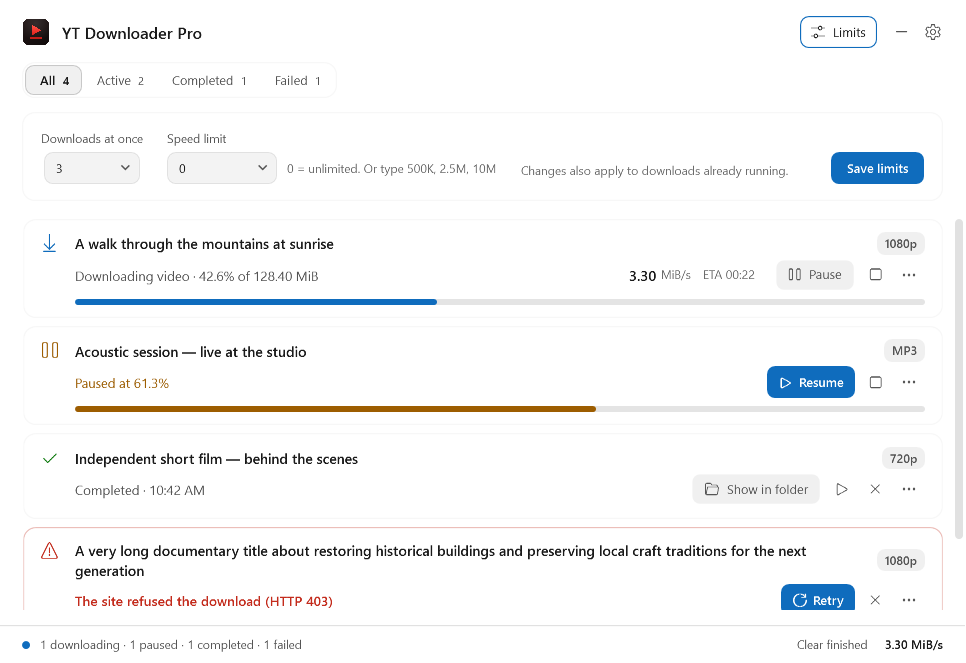 YT Downloader Pro
Limits
All 4
Active 2
Completed 1
Failed 1
Downloads at once
Speed limit
3
0
0 = unlimited. Or type 500K, 2.5M, 10M
Changes also apply to downloads already running.
Save limits
A walk through the mountains at sunrise
1080p
Downloading video · 42.6% of 128.40 MiB
3.30 MiB/s
ETA 00:22
Pause
Acoustic session — live at the studio
MP3
Paused at 61.3%
Resume
Independent short film — behind the scenes
720p
Completed · 10:42 AM
Show in folder
A very long documentary title about restoring historical buildings and preserving local craft traditions for the next
generation
1080p
The site refused the download (HTTP 403)
Retry
1 downloading · 1 paused · 1 completed · 1 failed
Clear finished
3.30 MiB/s